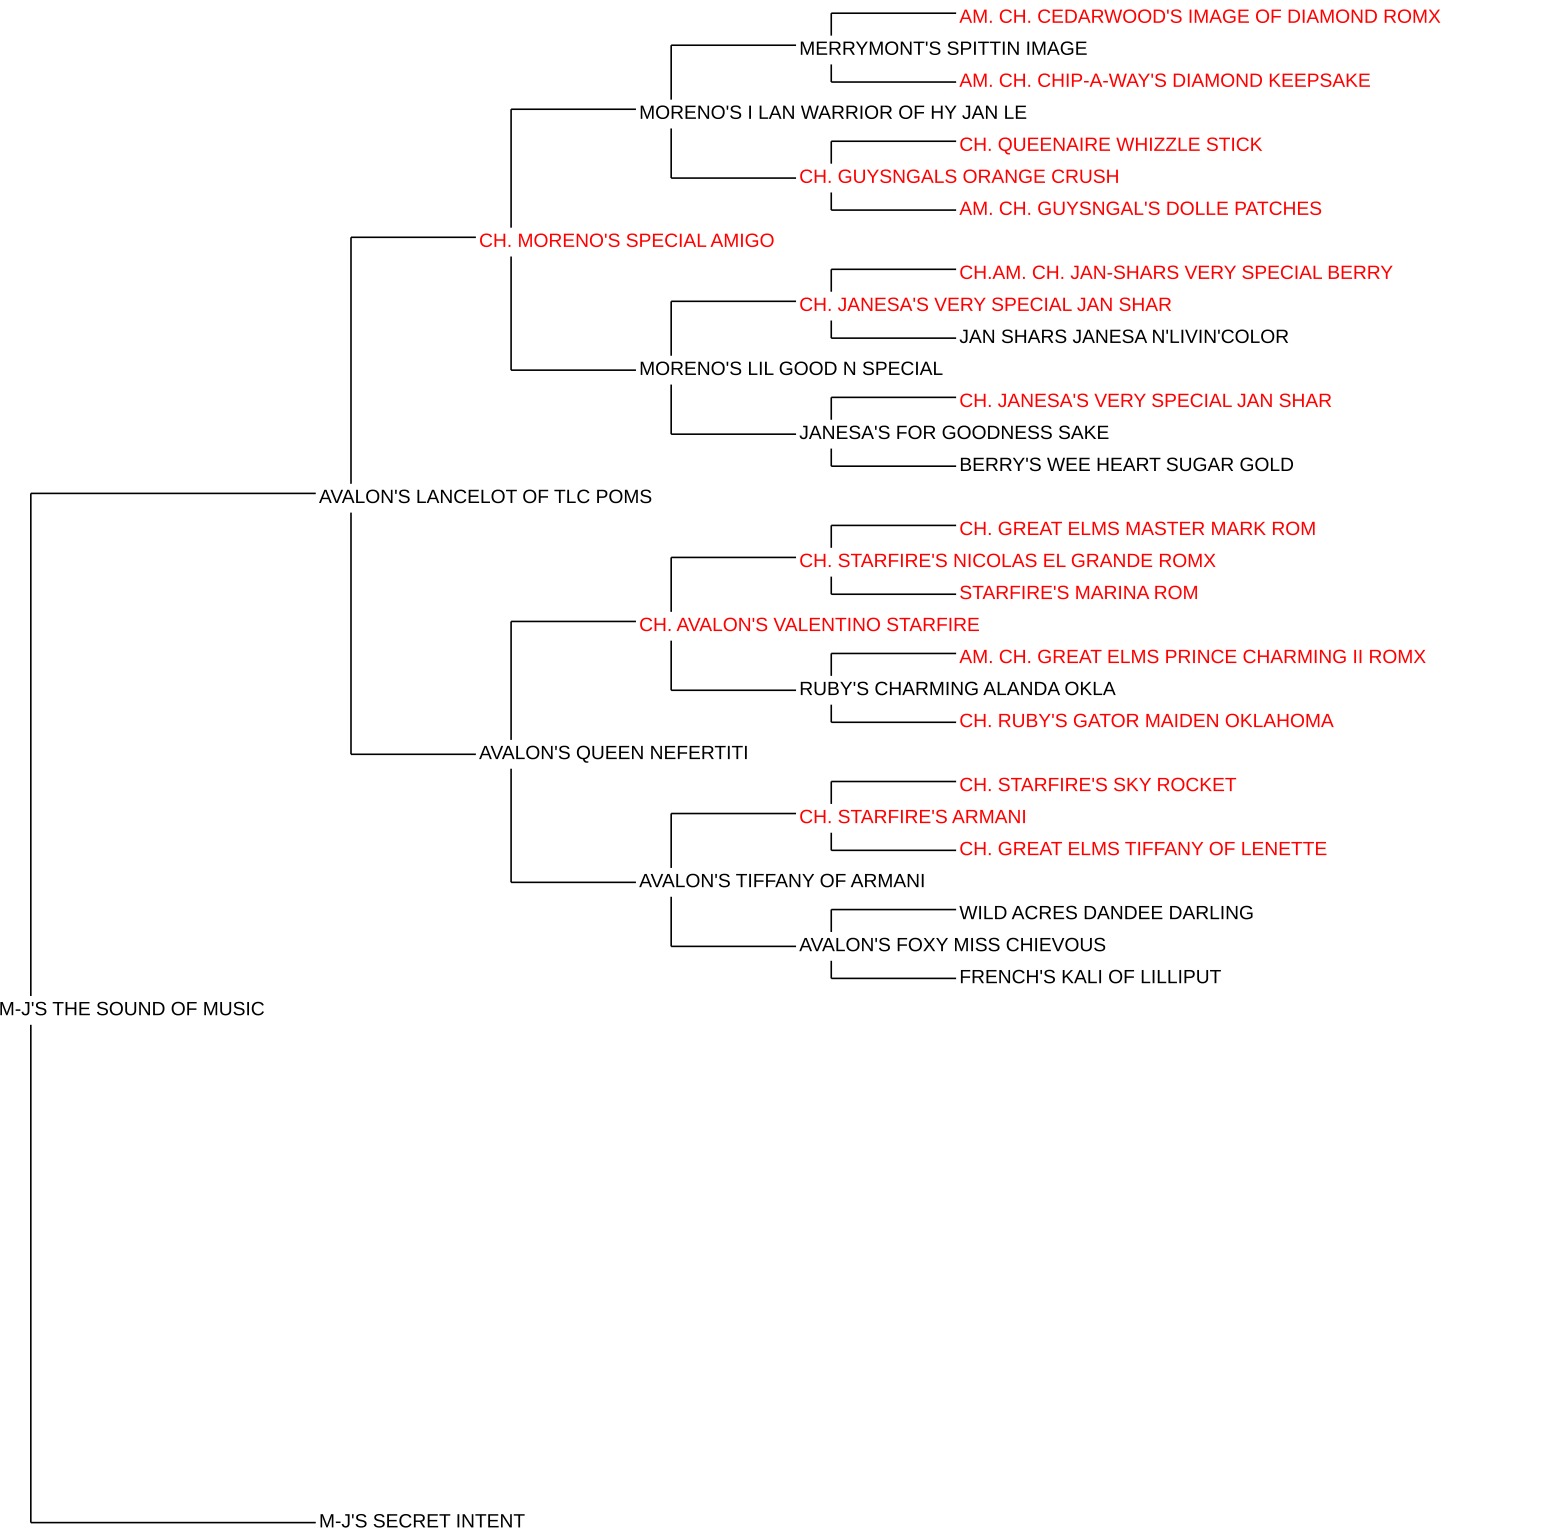 AM. CH. CEDARWOOD'S IMAGE OF DIAMOND ROMX
MERRYMONT'S SPITTIN IMAGE
AM. CH. CHIP-A-WAY'S DIAMOND KEEPSAKE
MORENO'S I LAN WARRIOR OF HY JAN LE
CH. QUEENAIRE WHIZZLE STICK
CH. GUYSNGALS ORANGE CRUSH
AM. CH. GUYSNGAL'S DOLLE PATCHES
CH. MORENO'S SPECIAL AMIGO
CH.AM. CH. JAN-SHARS VERY SPECIAL BERRY
CH. JANESA'S VERY SPECIAL JAN SHAR
JAN SHARS JANESA N'LIVIN'COLOR
MORENO'S LIL GOOD N SPECIAL
CH. JANESA'S VERY SPECIAL JAN SHAR
JANESA'S FOR GOODNESS SAKE
BERRY'S WEE HEART SUGAR GOLD
AVALON'S LANCELOT OF TLC POMS
CH. GREAT ELMS MASTER MARK ROM
CH. STARFIRE'S NICOLAS EL GRANDE ROMX
STARFIRE'S MARINA ROM
CH. AVALON'S VALENTINO STARFIRE
AM. CH. GREAT ELMS PRINCE CHARMING II ROMX
RUBY'S CHARMING ALANDA OKLA
CH. RUBY'S GATOR MAIDEN OKLAHOMA
AVALON'S QUEEN NEFERTITI
CH. STARFIRE'S SKY ROCKET
CH. STARFIRE'S ARMANI
CH. GREAT ELMS TIFFANY OF LENETTE
AVALON'S TIFFANY OF ARMANI
WILD ACRES DANDEE DARLING
AVALON'S FOXY MISS CHIEVOUS
FRENCH'S KALI OF LILLIPUT
M-J'S THE SOUND OF MUSIC
M-J'S SECRET INTENT